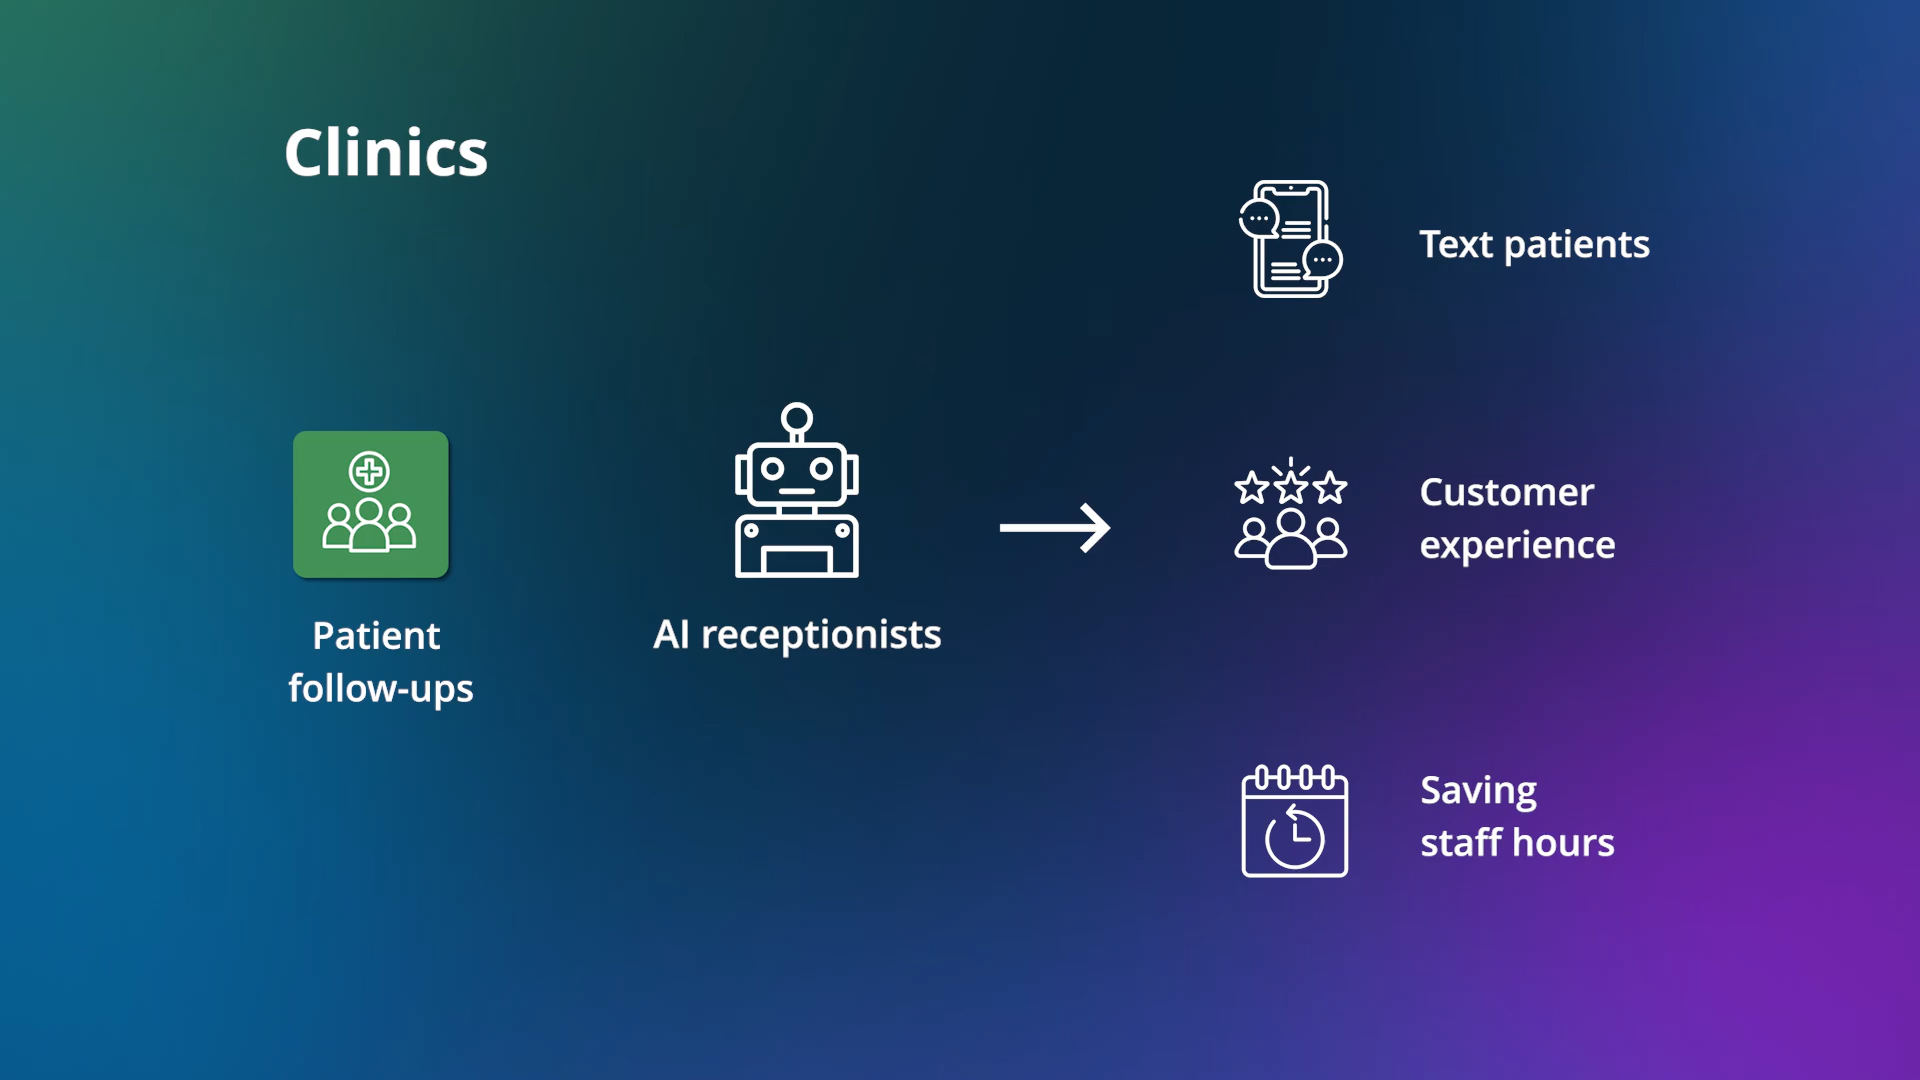 Clinics
Patient
follow-ups
AI receptionists
Text patients
Customer
experience
Saving
staff hours